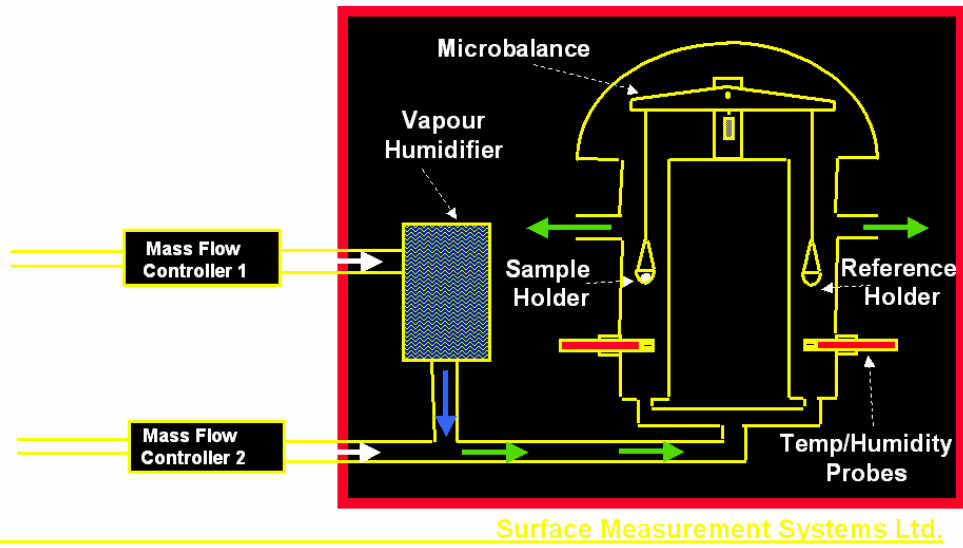 Microbalance
Vapour
Humidifier
Mass Flow
Controller 1
Sample
Holder
Reference
Holder
Mass Flow
Controller 2
Temp/Humidity
Probes
Surface Measurement Systems Ltd.